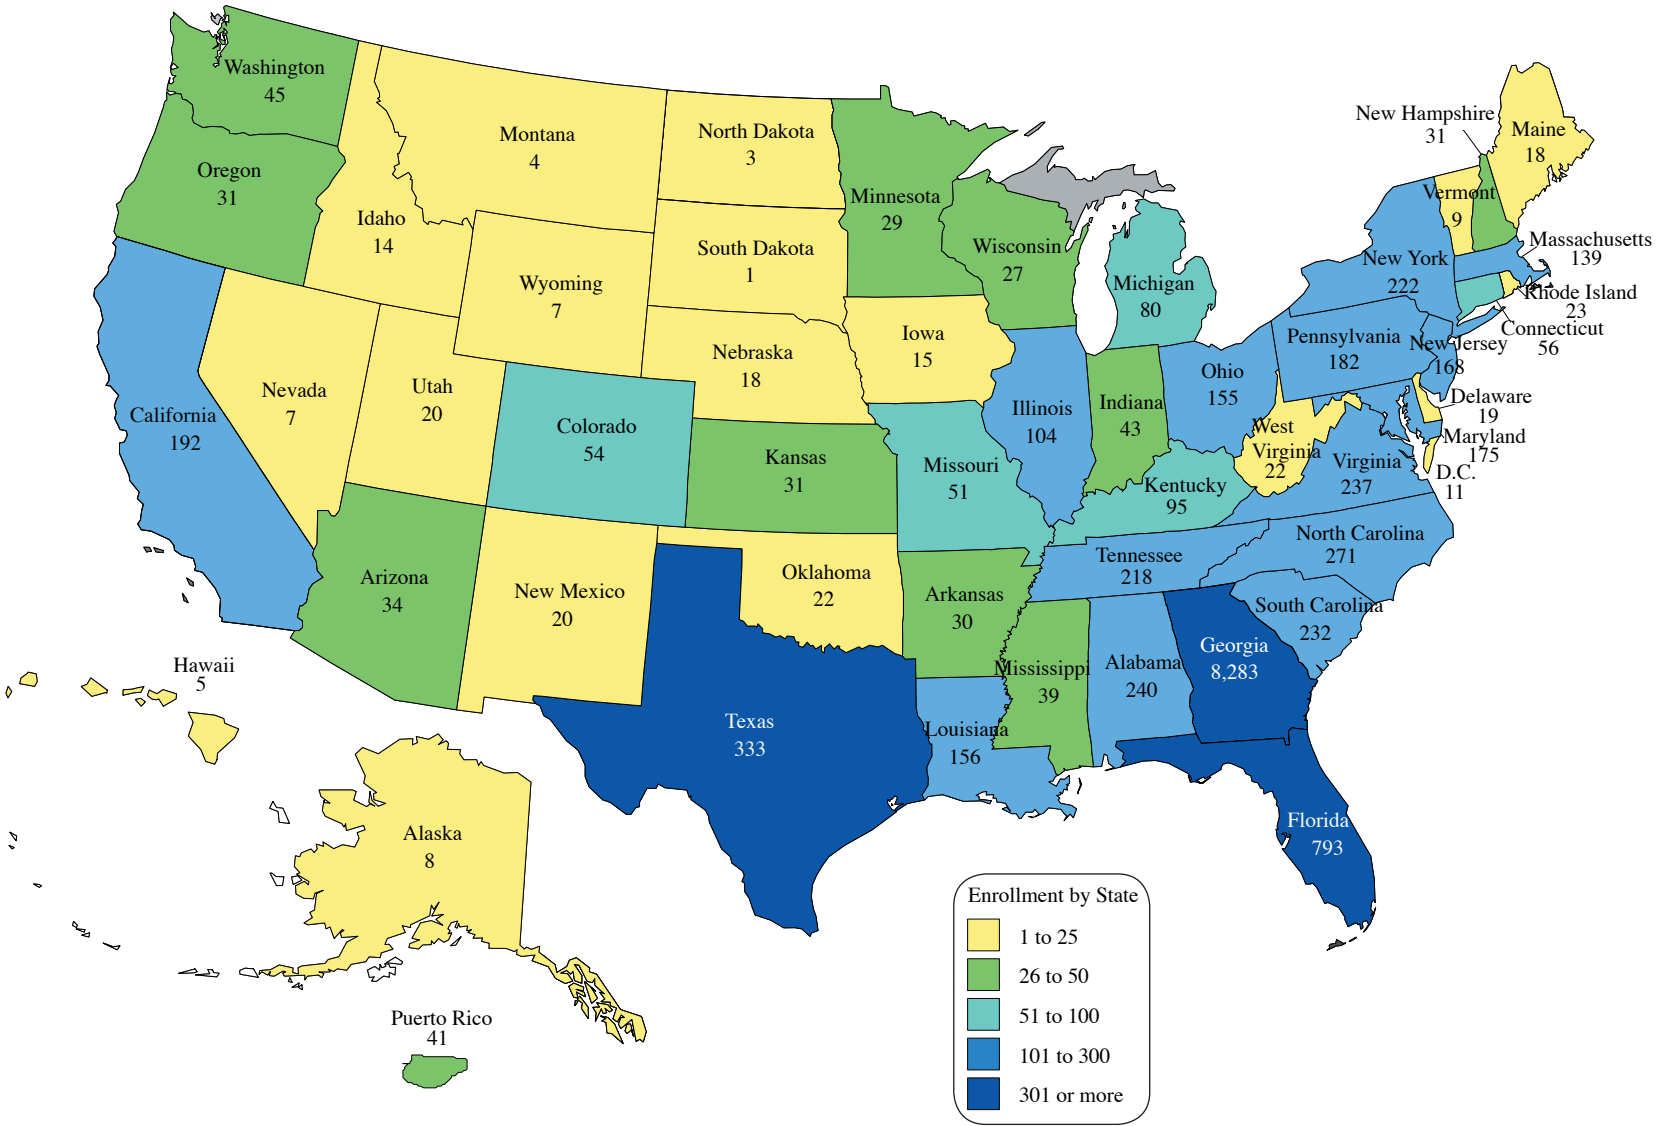 Washington
45
Oregon
31
California
192
Idaho
14
Nevada
7
Montana
4
Wyoming
7
Utah
20
Arizona
34
Colorado
54
New Mexico
20
North Dakota
3
South Dakota
1
Nebraska
18
Kansas
31
Oklahoma
22
Texas
333
Minnesota
29
Iowa
15
Missouri
51
Arkansas
30
Louisiana
156
Wisconsin
27
Illinois
104
Michigan
80
Indiana
43
Ohio
155
Kentucky
95
Tennessee
218
Mississippi
39
Alabama
240
Georgia
8,283
Florida
793
South Carolina
232
North Carolina
271
Virginia
237
West
Virginia
22
Pennsylvania
182
New York
222
Vermont
9
New Hampshire
31
Maine
18
Massachusetts
139
Rhode Island
23
Connecticut
56
New Jersey
168
Delaware
19
Maryland
175
D.C.
11
Hawaii
5
Alaska
8
Puerto Rico
41
Enrollment by State
1 to 25
26 to 50
51 to 100
101 to 300
301 or more